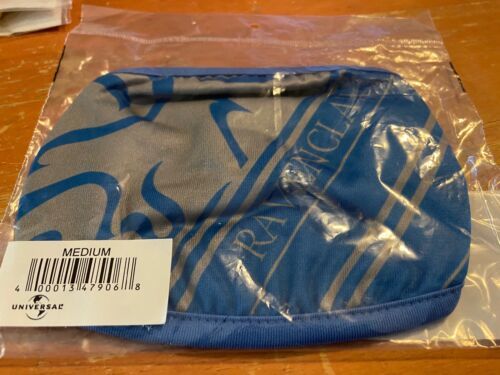 RAVENCLAW
MEDIUM
4 00013 47906 8
UNIVERSAL